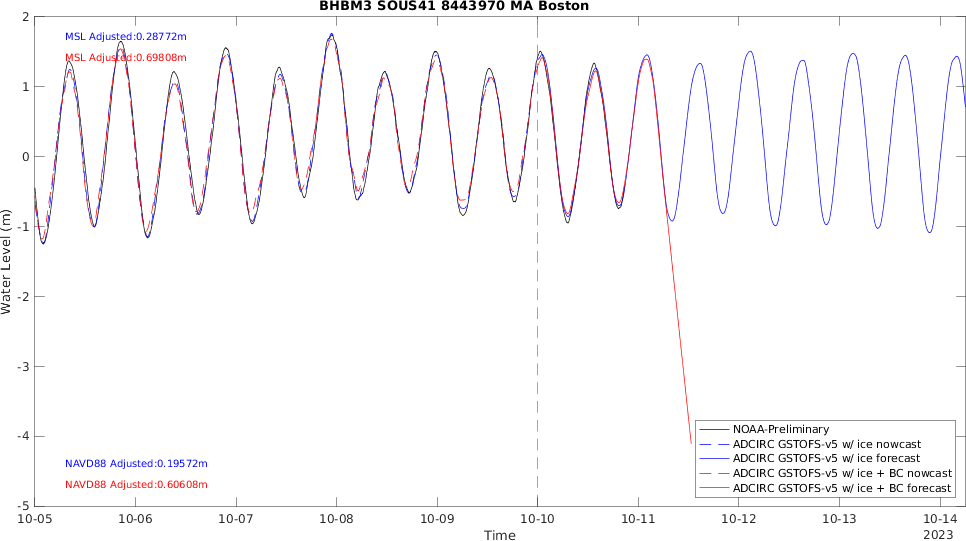 BHBM3 SOUS41 8443970 MA Boston
MSL Adjusted:0.28772m
MSL Adjusted:0.69808m
NAVD88 Adjusted:0.19572m
NAVD88 Adjusted:0.60608m
Water Level (m)
2
1
0
-1
-2
-3
-4
-5
NOAA-Preliminary
ADCIRC GSTOFS-v5 w/ ice nowcast
ADCIRC GSTOFS-v5 w/ ice forecast
ADCIRC GSTOFS-v5 w/ ice + BC nowcast
ADCIRC GSTOFS-v5 w/ ice + BC forecast
10-05 10-06 10-07 10-08 10-09 10-10 10-11 10-12 10-13 10-14
Time
2023